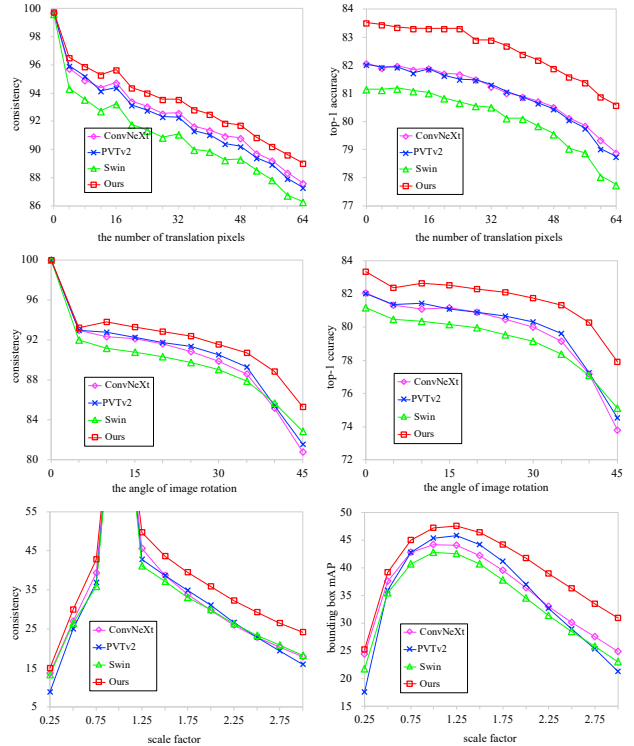 100
98
96
94
92
90
88
86
consistency
ConvNeXt
PVTv2
Swin
Ours
0
16
32
48
64
the number of translation pixels
84
83
82
81
80
79
78
77
top-1 accuracy
ConvNeXt
PVTv2
Swin
Ours
0
16
32
48
64
the number of translation pixels
100
96
92
88
84
80
consistency
ConvNeXt
PVTv2
Swin
Ours
0
15
30
45
the angle of image rotation
84
82
80
78
76
74
72
top-1 ccuracy
ConvNeXt
PVTv2
Swin
Ours
0
15
30
45
the angle of image rotation
55
45
35
25
15
5
consistency
ConvNeXt
PVTv2
Swin
Ours
0.25
0.75
1.25
1.75
2.25
2.75
scale factor
50
45
40
35
30
25
20
15
bounding box mAP
ConvNeXt
PVTv2
Swin
Ours
0.25
0.75
1.25
1.75
2.25
2.75
scale factor